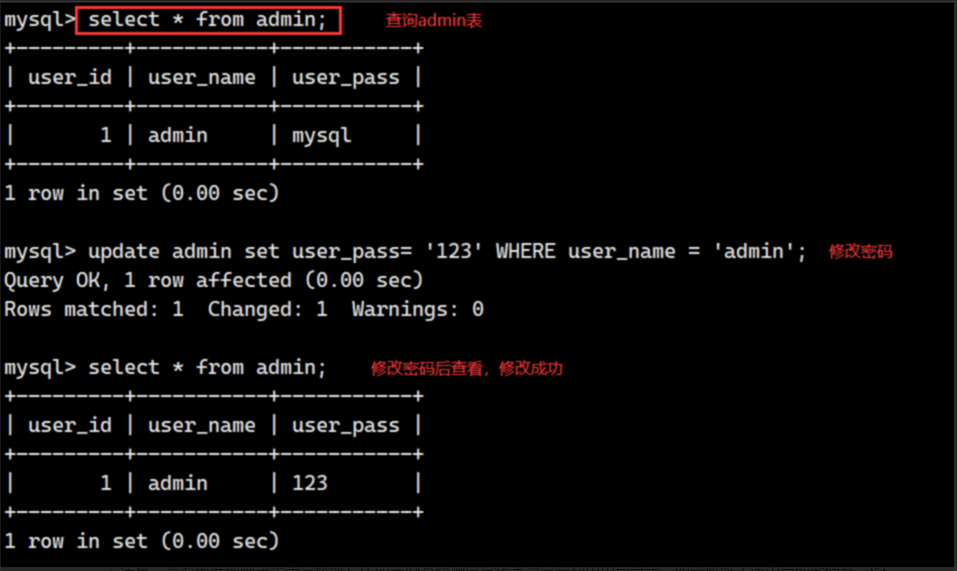 mysql> select * from admin; 查询admin表
+---------+-----------+-----------+
| user_id | user_name | user_pass |
+---------+-----------+-----------+
|       1 | admin     | mysql     |
+---------+-----------+-----------+
1 row in set (0.00 sec)
mysql> update admin set user_pass= '123' WHERE user_name = 'admin'; 修改密码
Query OK, 1 row affected (0.00 sec)
Rows matched: 1  Changed: 1  Warnings: 0
mysql> select * from admin; 修改密码后查看，修改成功
+---------+-----------+-----------+
| user_id | user_name | user_pass |
+---------+-----------+-----------+
|       1 | admin     | 123       |
+---------+-----------+-----------+
1 row in set (0.00 sec)